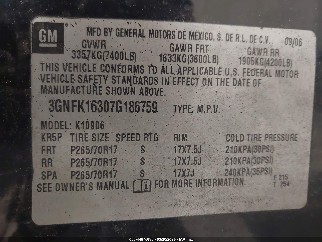 GM
MFD BY GENERAL MOTORS DE MEXICO, S. DE R.L. DE C.V.
GVWR GAWR FRT GAWR RR 09/06
3357KG(7400LB) 1633KG(3600LB) 1905KG(4200LB)
THIS VEHICLE CONFORMS TO ALL APPLICABLE U.S. FEDERAL MOTOR
VEHICLE SAFETY STANDARDS IN EFFECT ON THE DATE OF
MANUFACTURE SHOWN ABOVE.
3GNFK16307G186759 TYPE: M.P.V.
MODEL: K10906
TIRE SIZE SPEED RTG RIM COLD TIRE PRESSURE
FRT P265/70R17 S 17X7.5J 210KPA(30PSI)
RR P265/70R17 S 17X7.5J 210KPA(30PSI)
SPA P265/70R17 S 17X7J 240KPA(35PSI)
SEE OWNER'S MANUAL FOR MORE INFORMATION.